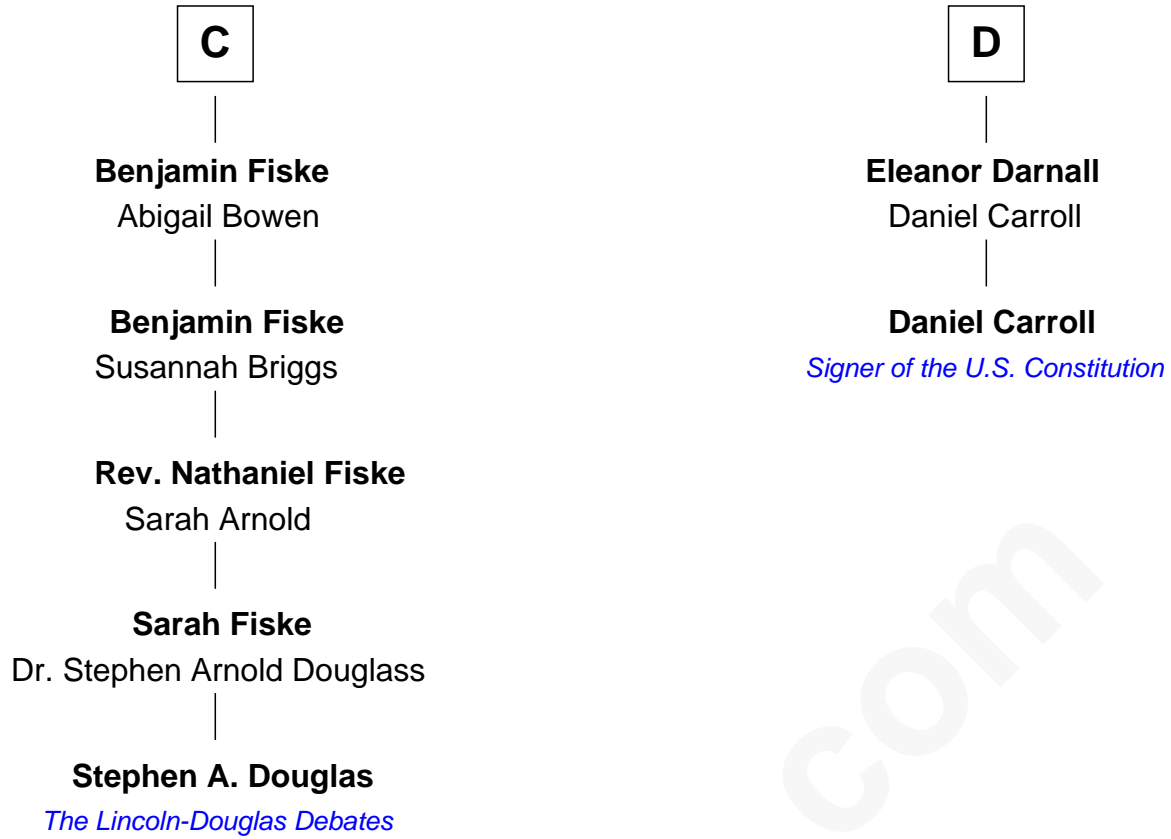 C
Benjamin Fiske
Abigail Bowen
Benjamin Fiske
Susannah Briggs
Rev. Nathaniel Fiske
Sarah Arnold
Sarah Fiske
Dr. Stephen Arnold Douglass
Stephen A. Douglas
The Lincoln-Douglas Debates
D
Eleanor Darnall
Daniel Carroll
Daniel Carroll
Signer of the U.S. Constitution
com